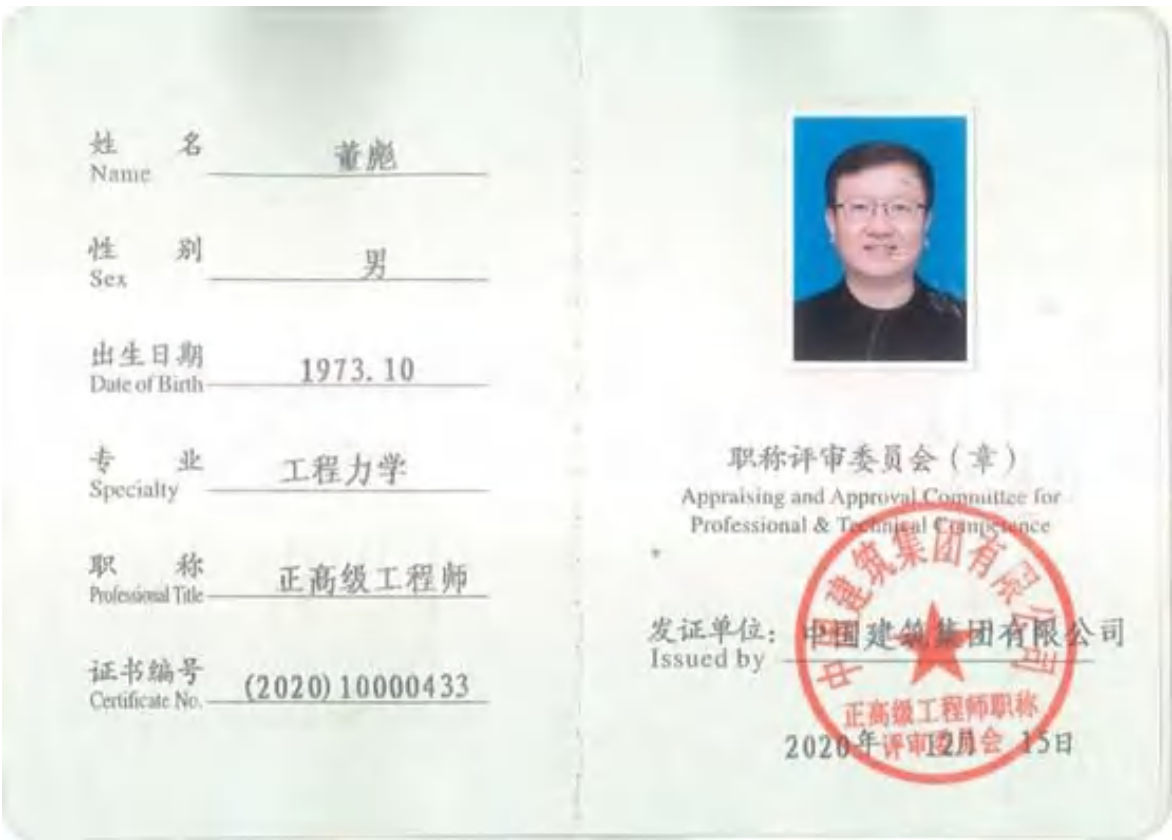 姓名 董彪
Name
性别 男
Sex
出生日期 1973.10
Date of Birth
专业 工程力学
Specialty
职称 正高级工程师
Professional Title
证书编号 (2020)10000433
Certificate No.
职称评审委员会(章)
Appraising and Approval Committee for
Professional & Technical Competence
发证单位: 中国建筑集团有限公司
Issued by
2020年 12月 15日
中国建筑集团有限公司
正高级工程师职称
评审委员会